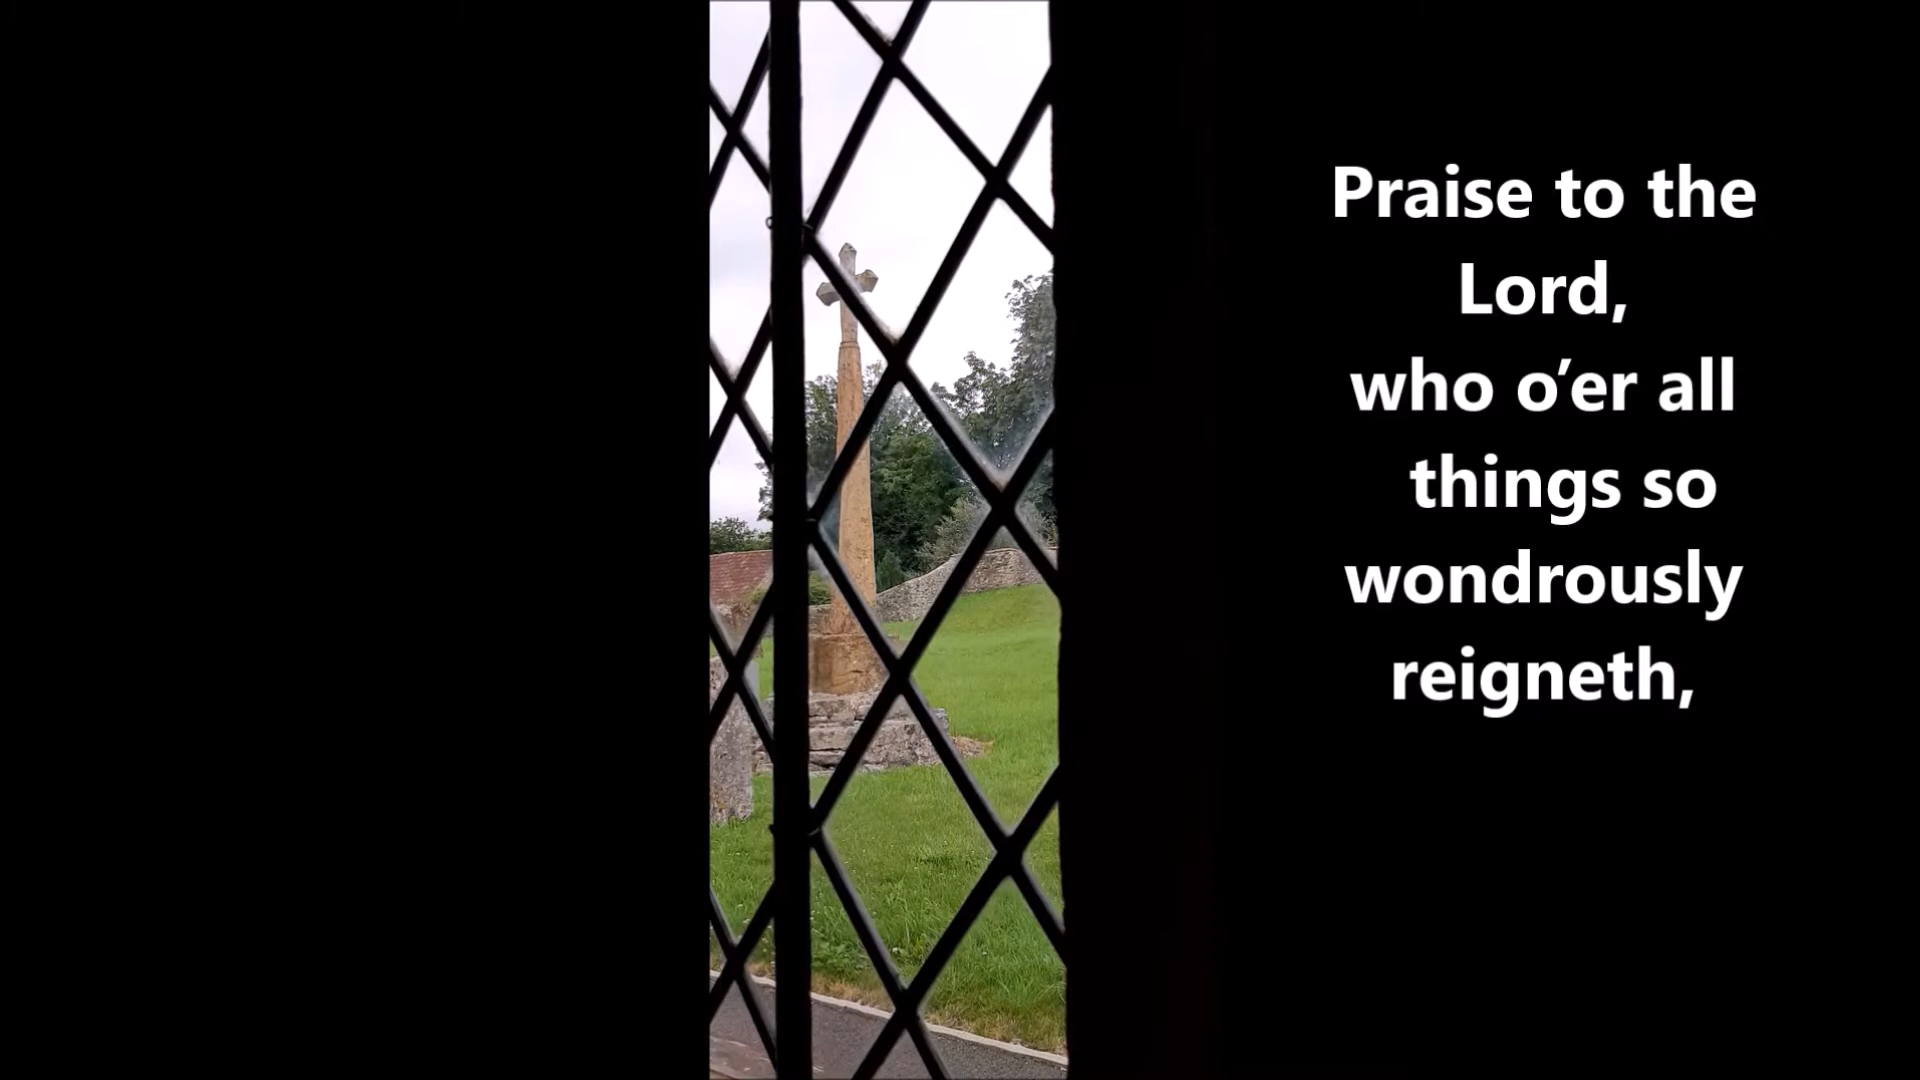 Praise to the
Lord,
who o’er all
things so
wondrously
reigneth,